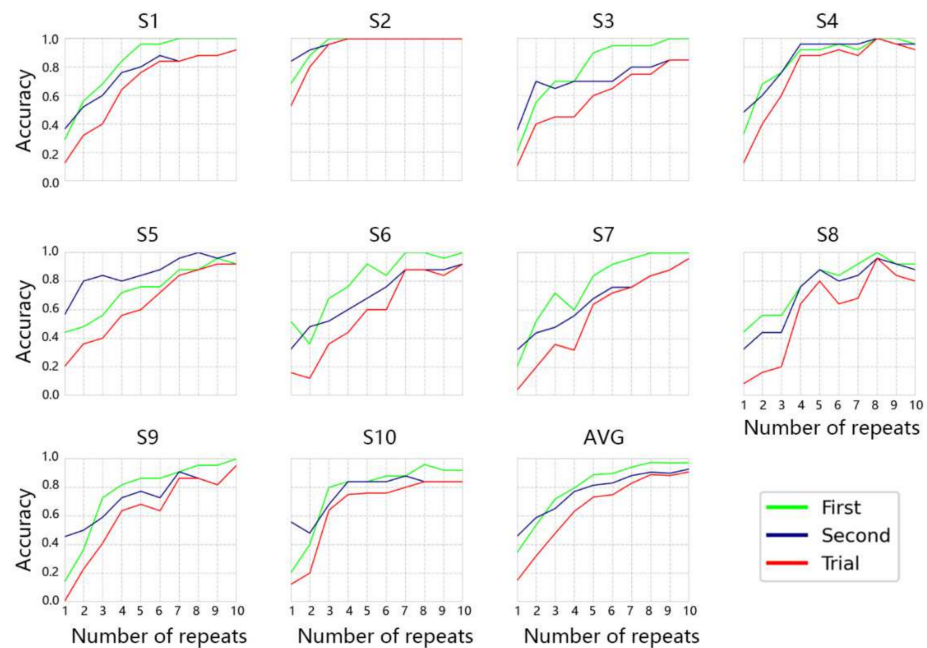 S1 S2 S3 S4
Accuracy
1.0
0.8
0.6
0.4
0.2
0.0
S5 S6 S7 S8
Accuracy
1.0
0.8
0.6
0.4
0.2
0.0
1 2 3 4 5 6 7 8 9 10
Number of repeats
S9 S10 AVG
Accuracy
1.0
0.8
0.6
0.4
0.2
0.0
1 2 3 4 5 6 7 8 9 10
1 2 3 4 5 6 7 8 9 10
1 2 3 4 5 6 7 8 9 10
Number of repeats Number of repeats Number of repeats
First
Second
Trial